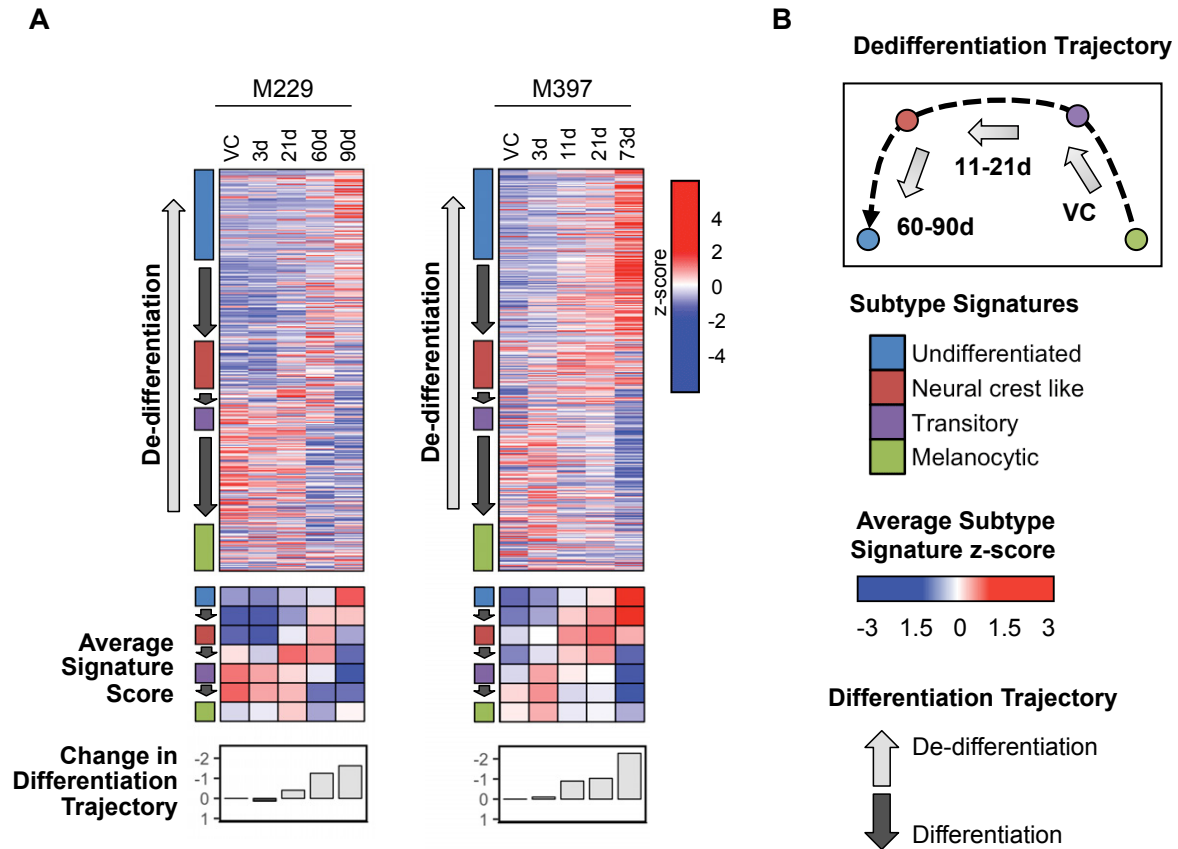 A
M229
VC 3d 21d 60d 90d
De-differentiation
M397
VC 3d 11d 21d 73d
De-differentiation
4
2
0
-2
-4
z-score
Average
Signature
Score
Change in
Differentiation
Trajectory
-2
-1
0
1
-2
-1
0
1
B
Dedifferentiation Trajectory
11-21d
VC
60-90d
Subtype Signatures
Undifferentiated
Neural crest like
Transitory
Melanocytic
Average Subtype
Signature z-score
-3 1.5 0 1.5 3
Differentiation Trajectory
De-differentiation
Differentiation